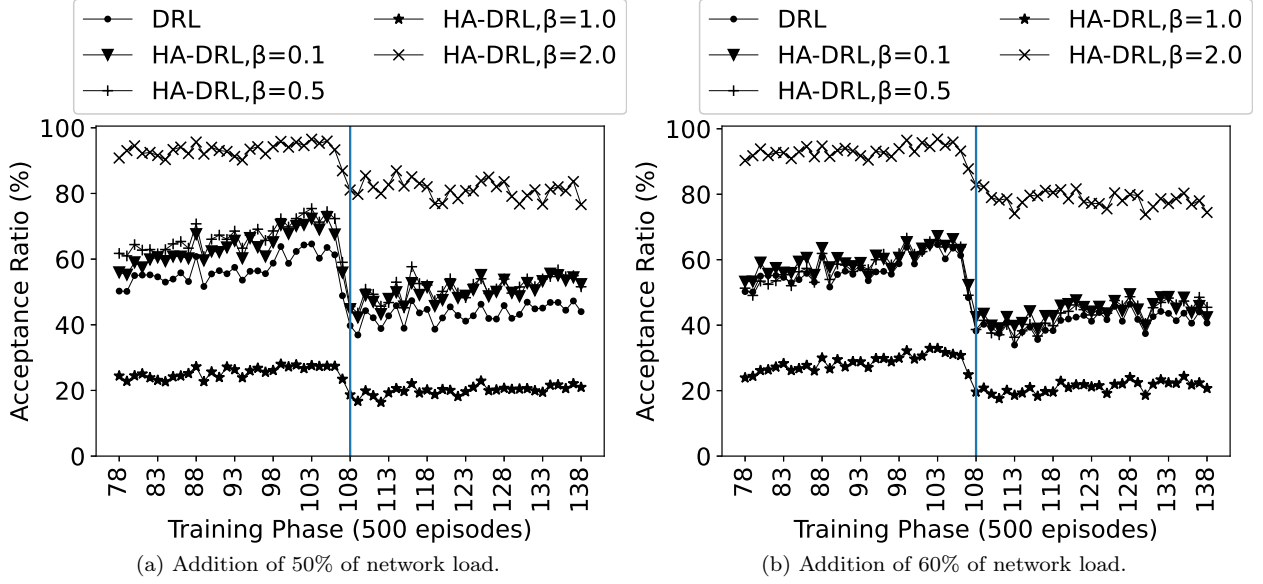 DRL
HA-DRL,β=0.1
HA-DRL,β=0.5
HA-DRL,β=1.0
HA-DRL,β=2.0
Acceptance Ratio (%)
100
80
60
40
20
0
78 83 88 93 98 103 108 113 118 123 128 133 138
Training Phase (500 episodes)
(a) Addition of 50% of network load.
DRL
HA-DRL,β=0.1
HA-DRL,β=0.5
HA-DRL,β=1.0
HA-DRL,β=2.0
Acceptance Ratio (%)
100
80
60
40
20
0
78 83 88 93 98 103 108 113 118 123 128 133 138
Training Phase (500 episodes)
(b) Addition of 60% of network load.